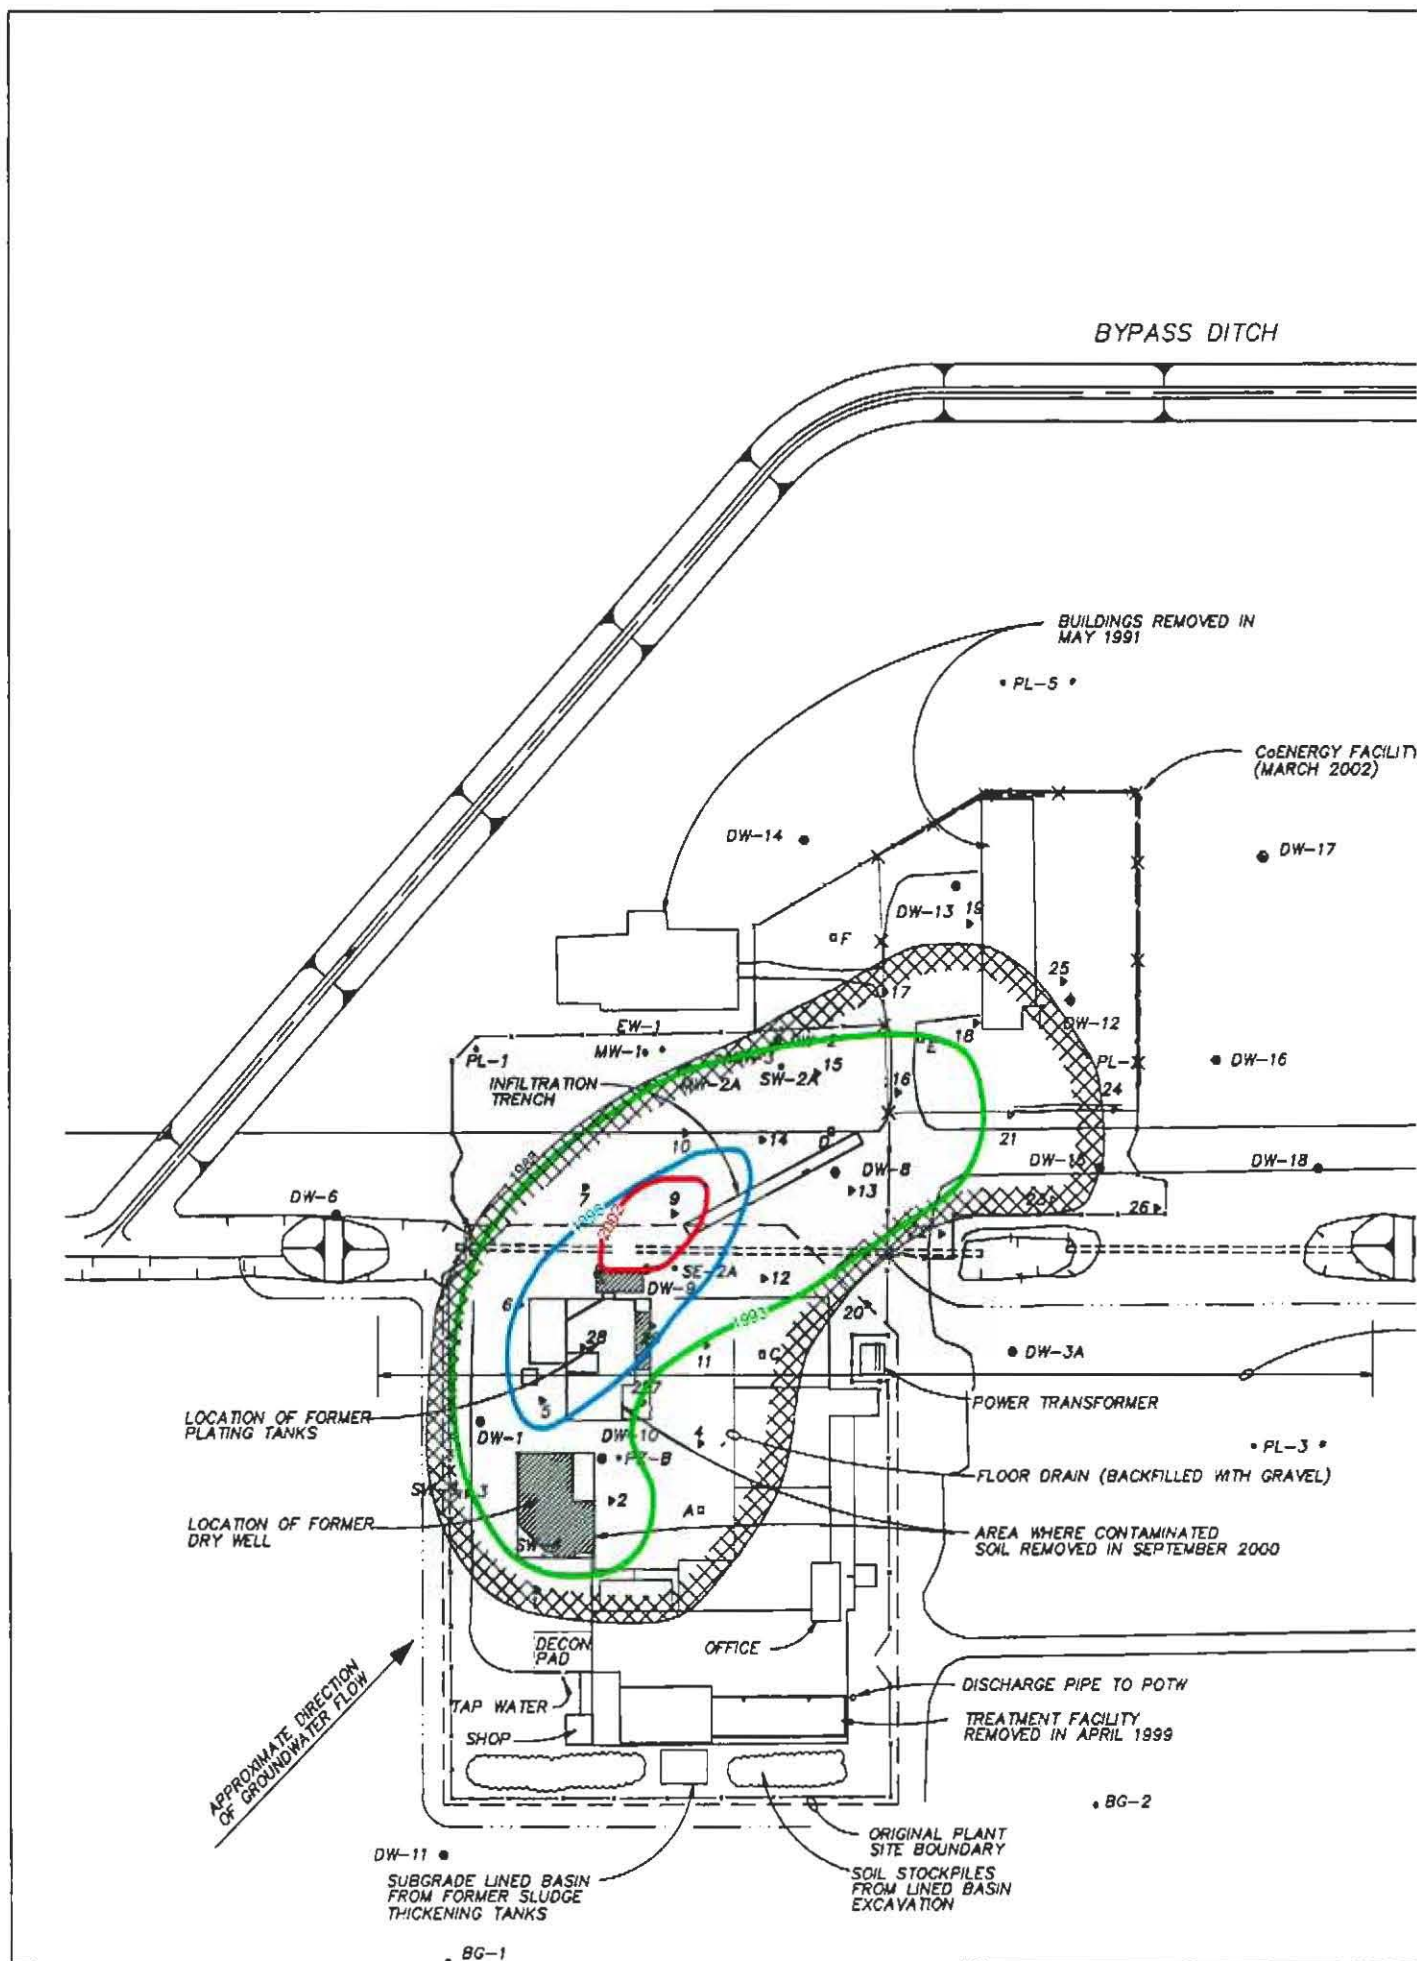 BYPASS DITCH
BUILDINGS REMOVED IN
MAY 1991
PL-5
CoENERGY FACILITY
(MARCH 2002)
DW-14
DW-17
DW-13
19
F
25
17
DW-12
EW-1
18
E
PL-1
MW-1
MW-2A
SW-2A
15
DW-16
INFILTRATION
TRENCH
16
24
10
14
D
21
1988
DW-8
DW-18
DW-6
7
9
13
26
1996
2002
SE-2A
DW-9
12
6
1993
20
28
11
C
DW-3A
POWER TRANSFORMER
LOCATION OF FORMER
PLATING TANKS
5
DW-1
DW-10
4
PZ-B
PL-3
FLOOR DRAIN (BACKFILLED WITH GRAVEL)
3
2
A
LOCATION OF FORMER
DRY WELL
AREA WHERE CONTAMINATED
SOIL REMOVED IN SEPTEMBER 2000
DECON
PAD
OFFICE
APPROXIMATE DIRECTION
OF GROUNDWATER FLOW
TAP WATER
DISCHARGE PIPE TO POTW
SHOP
TREATMENT FACILITY
REMOVED IN APRIL 1999
BG-2
ORIGINAL PLANT
SITE BOUNDARY
DW-11
SUBGRADE LINED BASIN
FROM FORMER SLUDGE
THICKENING TANKS
SOIL STOCKPILES
FROM LINED BASIN
EXCAVATION
BG-1